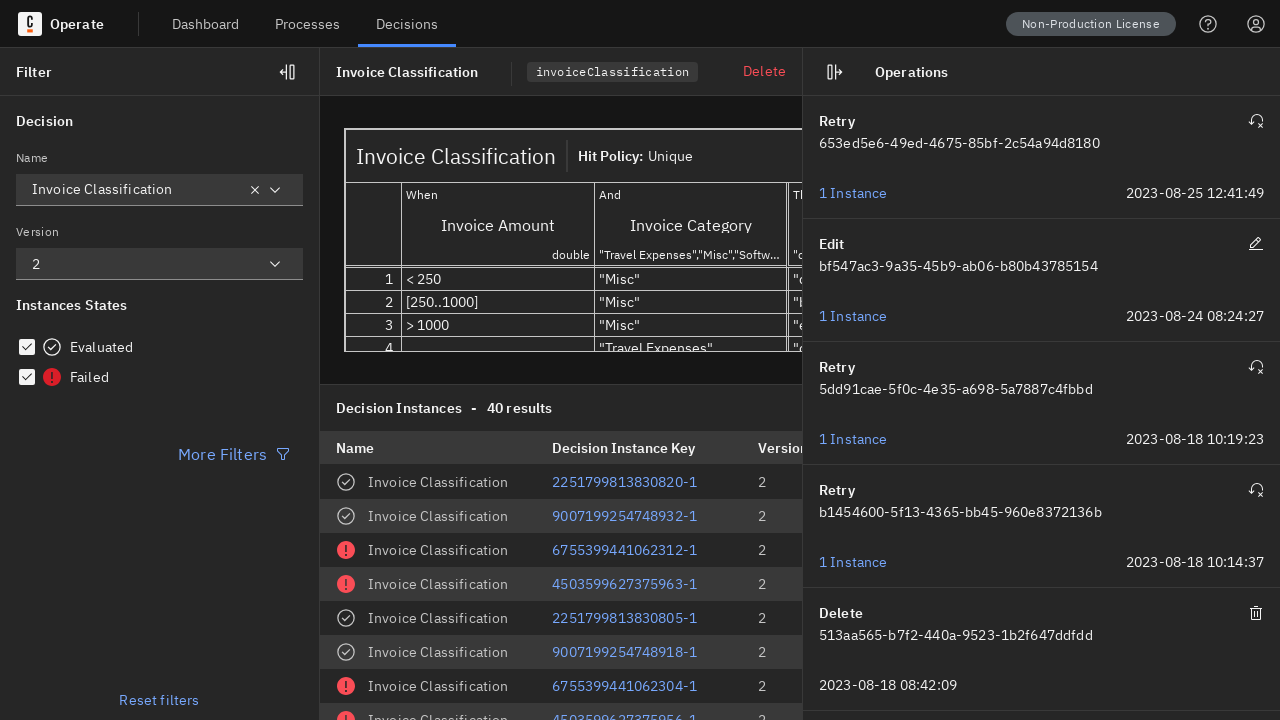 Operate
Dashboard
Processes
Decisions
Non-Production License
Filter
Decision
Name
Invoice Classification
Version
2
Instances States
Evaluated
Failed
More Filters
Reset filters
Invoice Classification
invoiceClassification
Delete
Invoice Classification
Hit Policy: Unique
When
And
Invoice Amount
Invoice Category
double
"Travel Expenses","Misc","Softw...
1 < 250 "Misc"
2 [250..1000] "Misc"
3 > 1000 "Misc"
4 "Travel Expenses"
Decision Instances - 40 results
Name Decision Instance Key Version
Invoice Classification 2251799813830820-1 2
Invoice Classification 9007199254748932-1 2
Invoice Classification 6755399441062312-1 2
Invoice Classification 4503599627375963-1 2
Invoice Classification 2251799813830805-1 2
Invoice Classification 9007199254748918-1 2
Invoice Classification 6755399441062304-1 2
Invoice Classification 4503599627375956-1 2
Operations
Retry
653ed5e6-49ed-4675-85bf-2c54a94d8180
1 Instance 2023-08-25 12:41:49
Edit
bf547ac3-9a35-45b9-ab06-b80b43785154
1 Instance 2023-08-24 08:24:27
Retry
5dd91cae-5f0c-4e35-a698-5a7887c4fbbd
1 Instance 2023-08-18 10:19:23
Retry
b1454600-5f13-4365-bb45-960e8372136b
1 Instance 2023-08-18 10:14:37
Delete
513aa565-b7f2-440a-9523-1b2f647ddfdd
2023-08-18 08:42:09